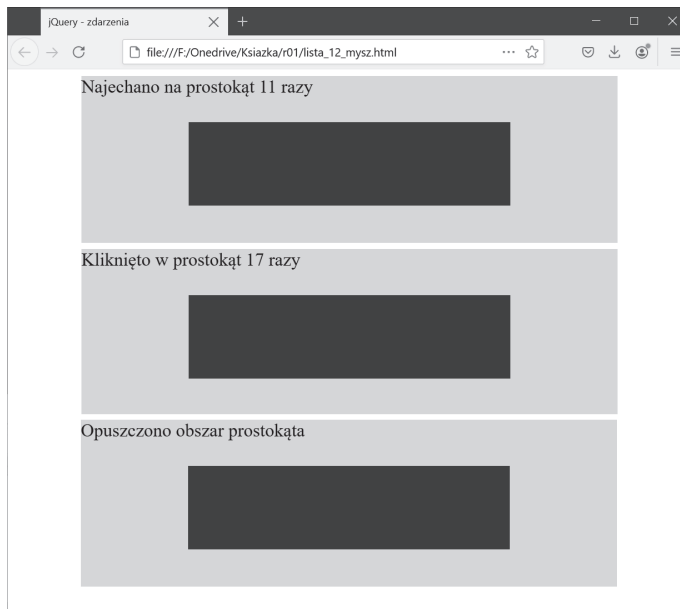 jQuery - zdarzenia
file:///F:/Onedrive/Ksiazka/r01/lista_12_mysz.html
Najechano na prostokąt 11 razy
Kliknięto w prostokąt 17 razy
Opuszczono obszar prostokąta